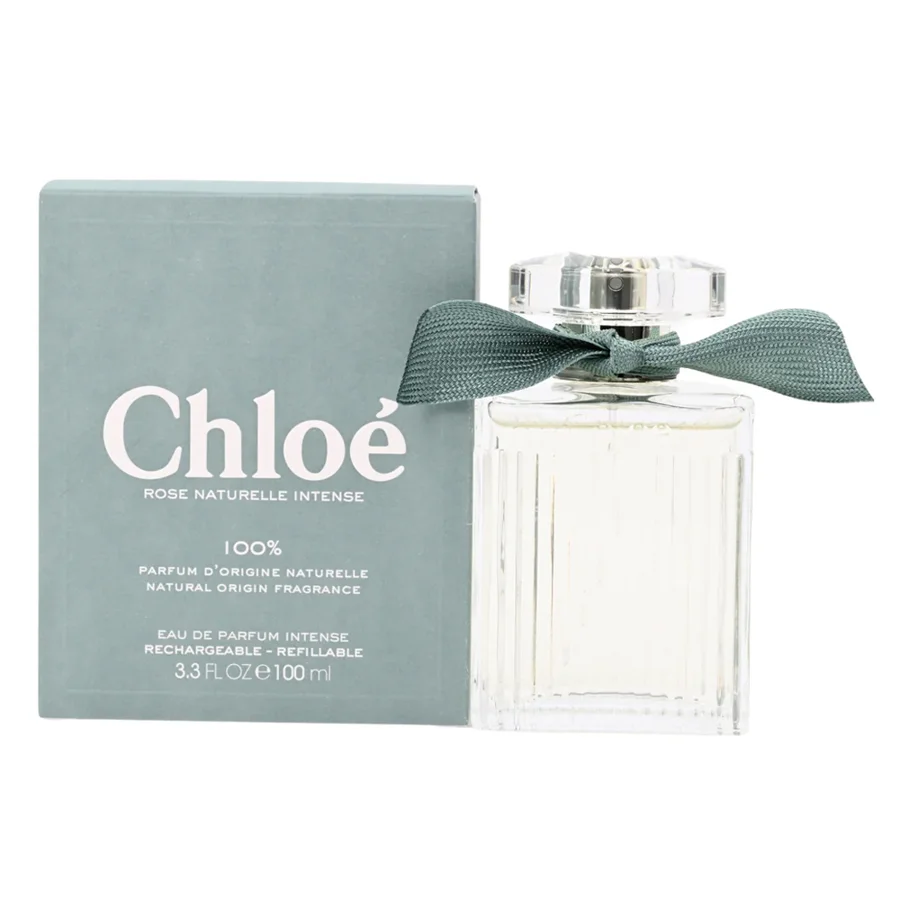 Chloé
ROSE NATURELLE INTENSE
100%
PARFUM D'ORIGINE NATURELLE
NATURAL ORIGIN FRAGRANCE
EAU DE PARFUM INTENSE
RECHARGEABLE - REFILLABLE
3.3 FL OZ e 100 ml